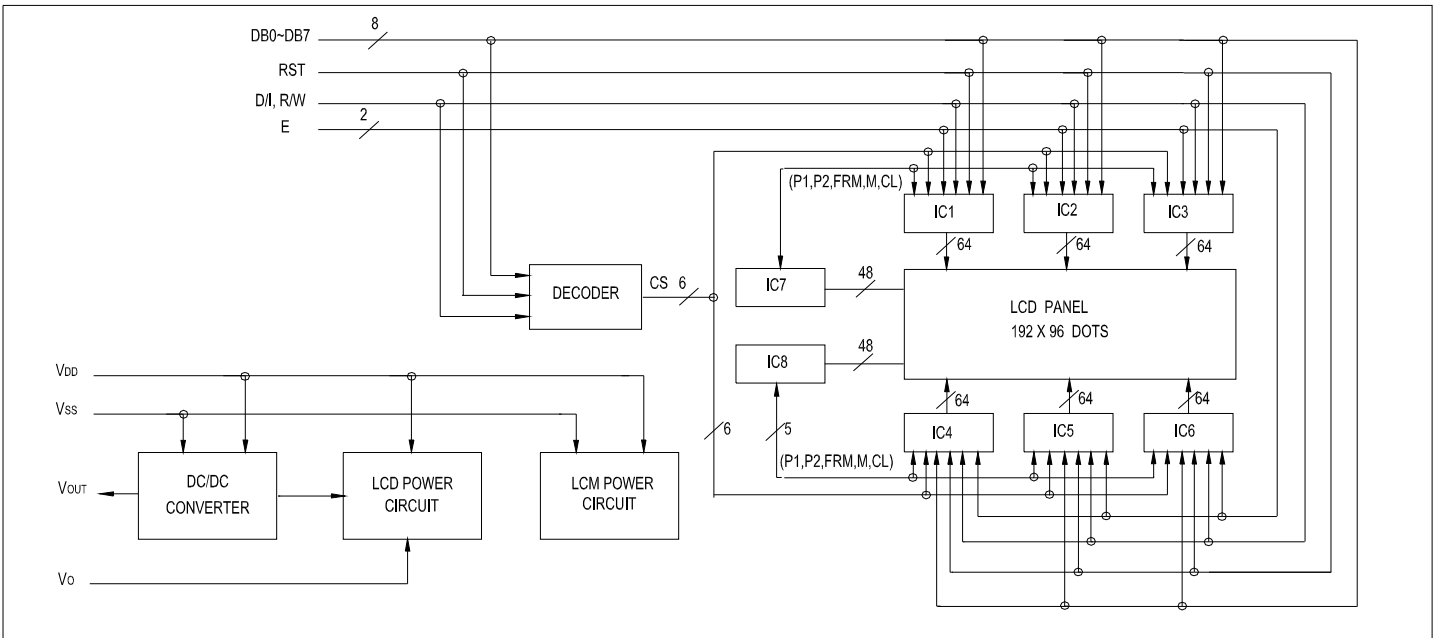 DB0~DB7
8
RST
D/I, R/W
E
2
(P1,P2,FRM,M,CL)
IC1
IC2
IC3
64
64
64
DECODER
CS 6
IC7
48
LCD PANEL
192 X 96 DOTS
IC8
48
VDD
VSS
6
5
64
64
64
IC4
IC5
IC6
(P1,P2,FRM,M,CL)
VOUT
DC/DC
CONVERTER
LCD POWER
CIRCUIT
LCM POWER
CIRCUIT
VO